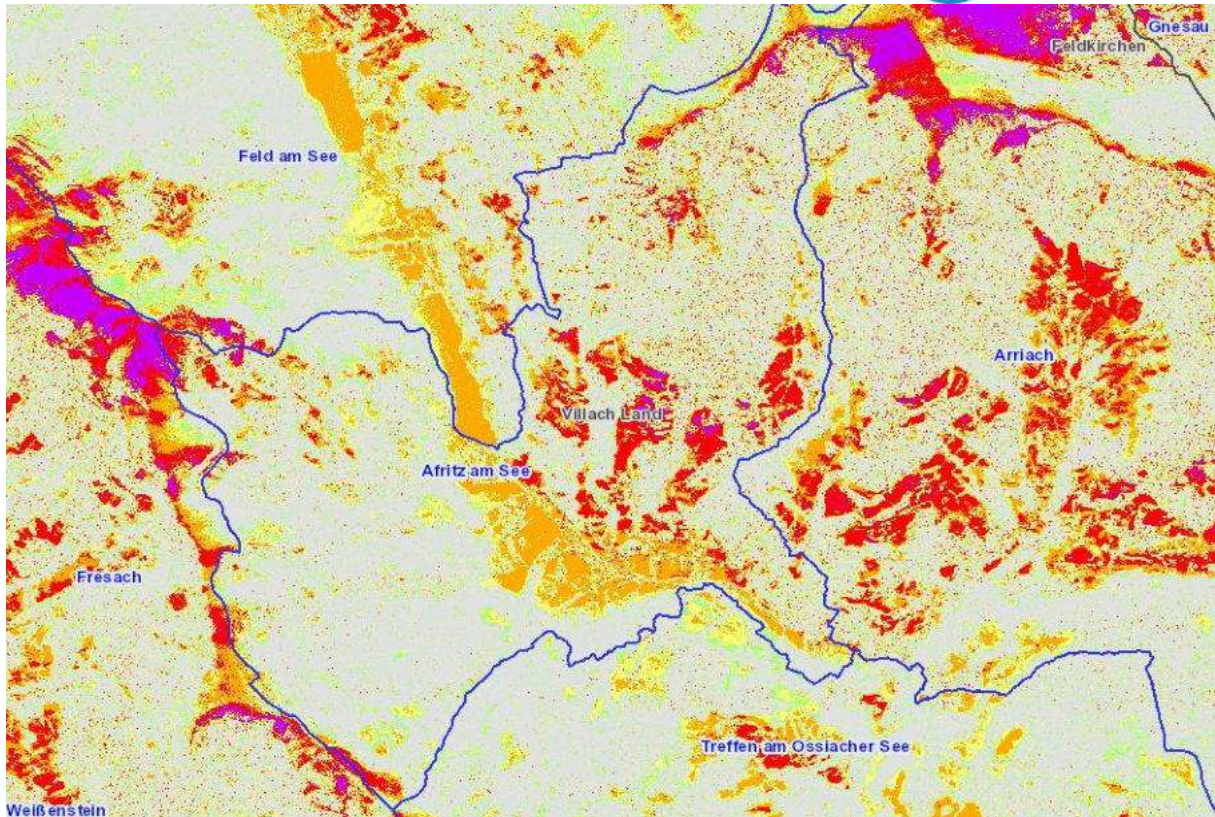 Gnesau
Feldkirchen
Feld am See
Arriach
Villach Land
Afritz am See
Fresach
Treffen am Ossiacher See
Weißenstein